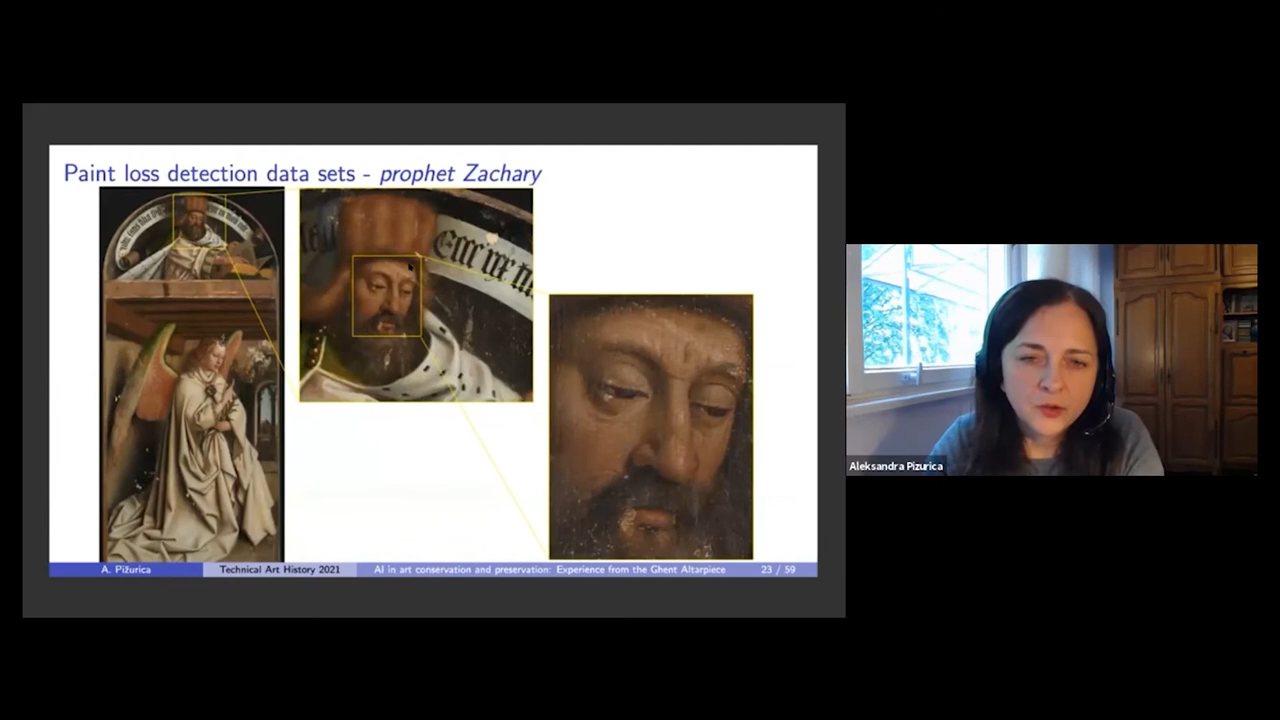 Paint loss detection data sets - prophet Zachary
A. Pižurica
Technical Art History 2021
AI in art conservation and preservation: Experience from the Ghent Altarpiece
23 / 59
Aleksandra Pizurica